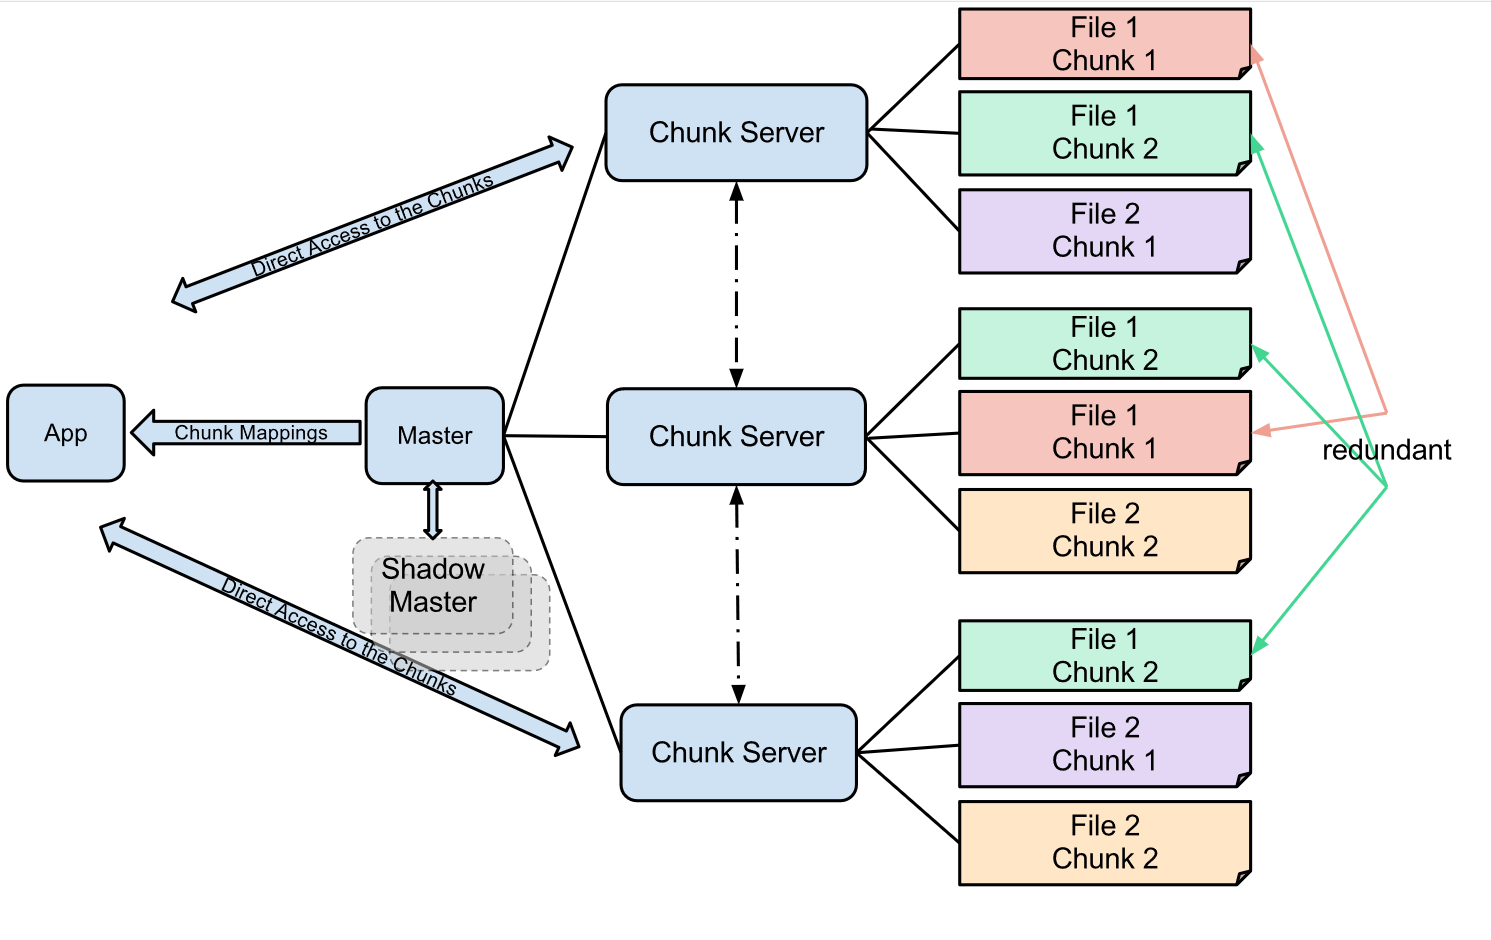 File 1
Chunk 1
File 1
Chunk 2
File 2
Chunk 1
Chunk Server
Direct Access to the Chunks
File 1
Chunk 2
File 1
Chunk 1
File 2
Chunk 2
Chunk Server
App
Chunk Mappings
Master
redundant
Shadow
Master
Direct Access to the Chunks
File 1
Chunk 2
File 2
Chunk 1
File 2
Chunk 2
Chunk Server